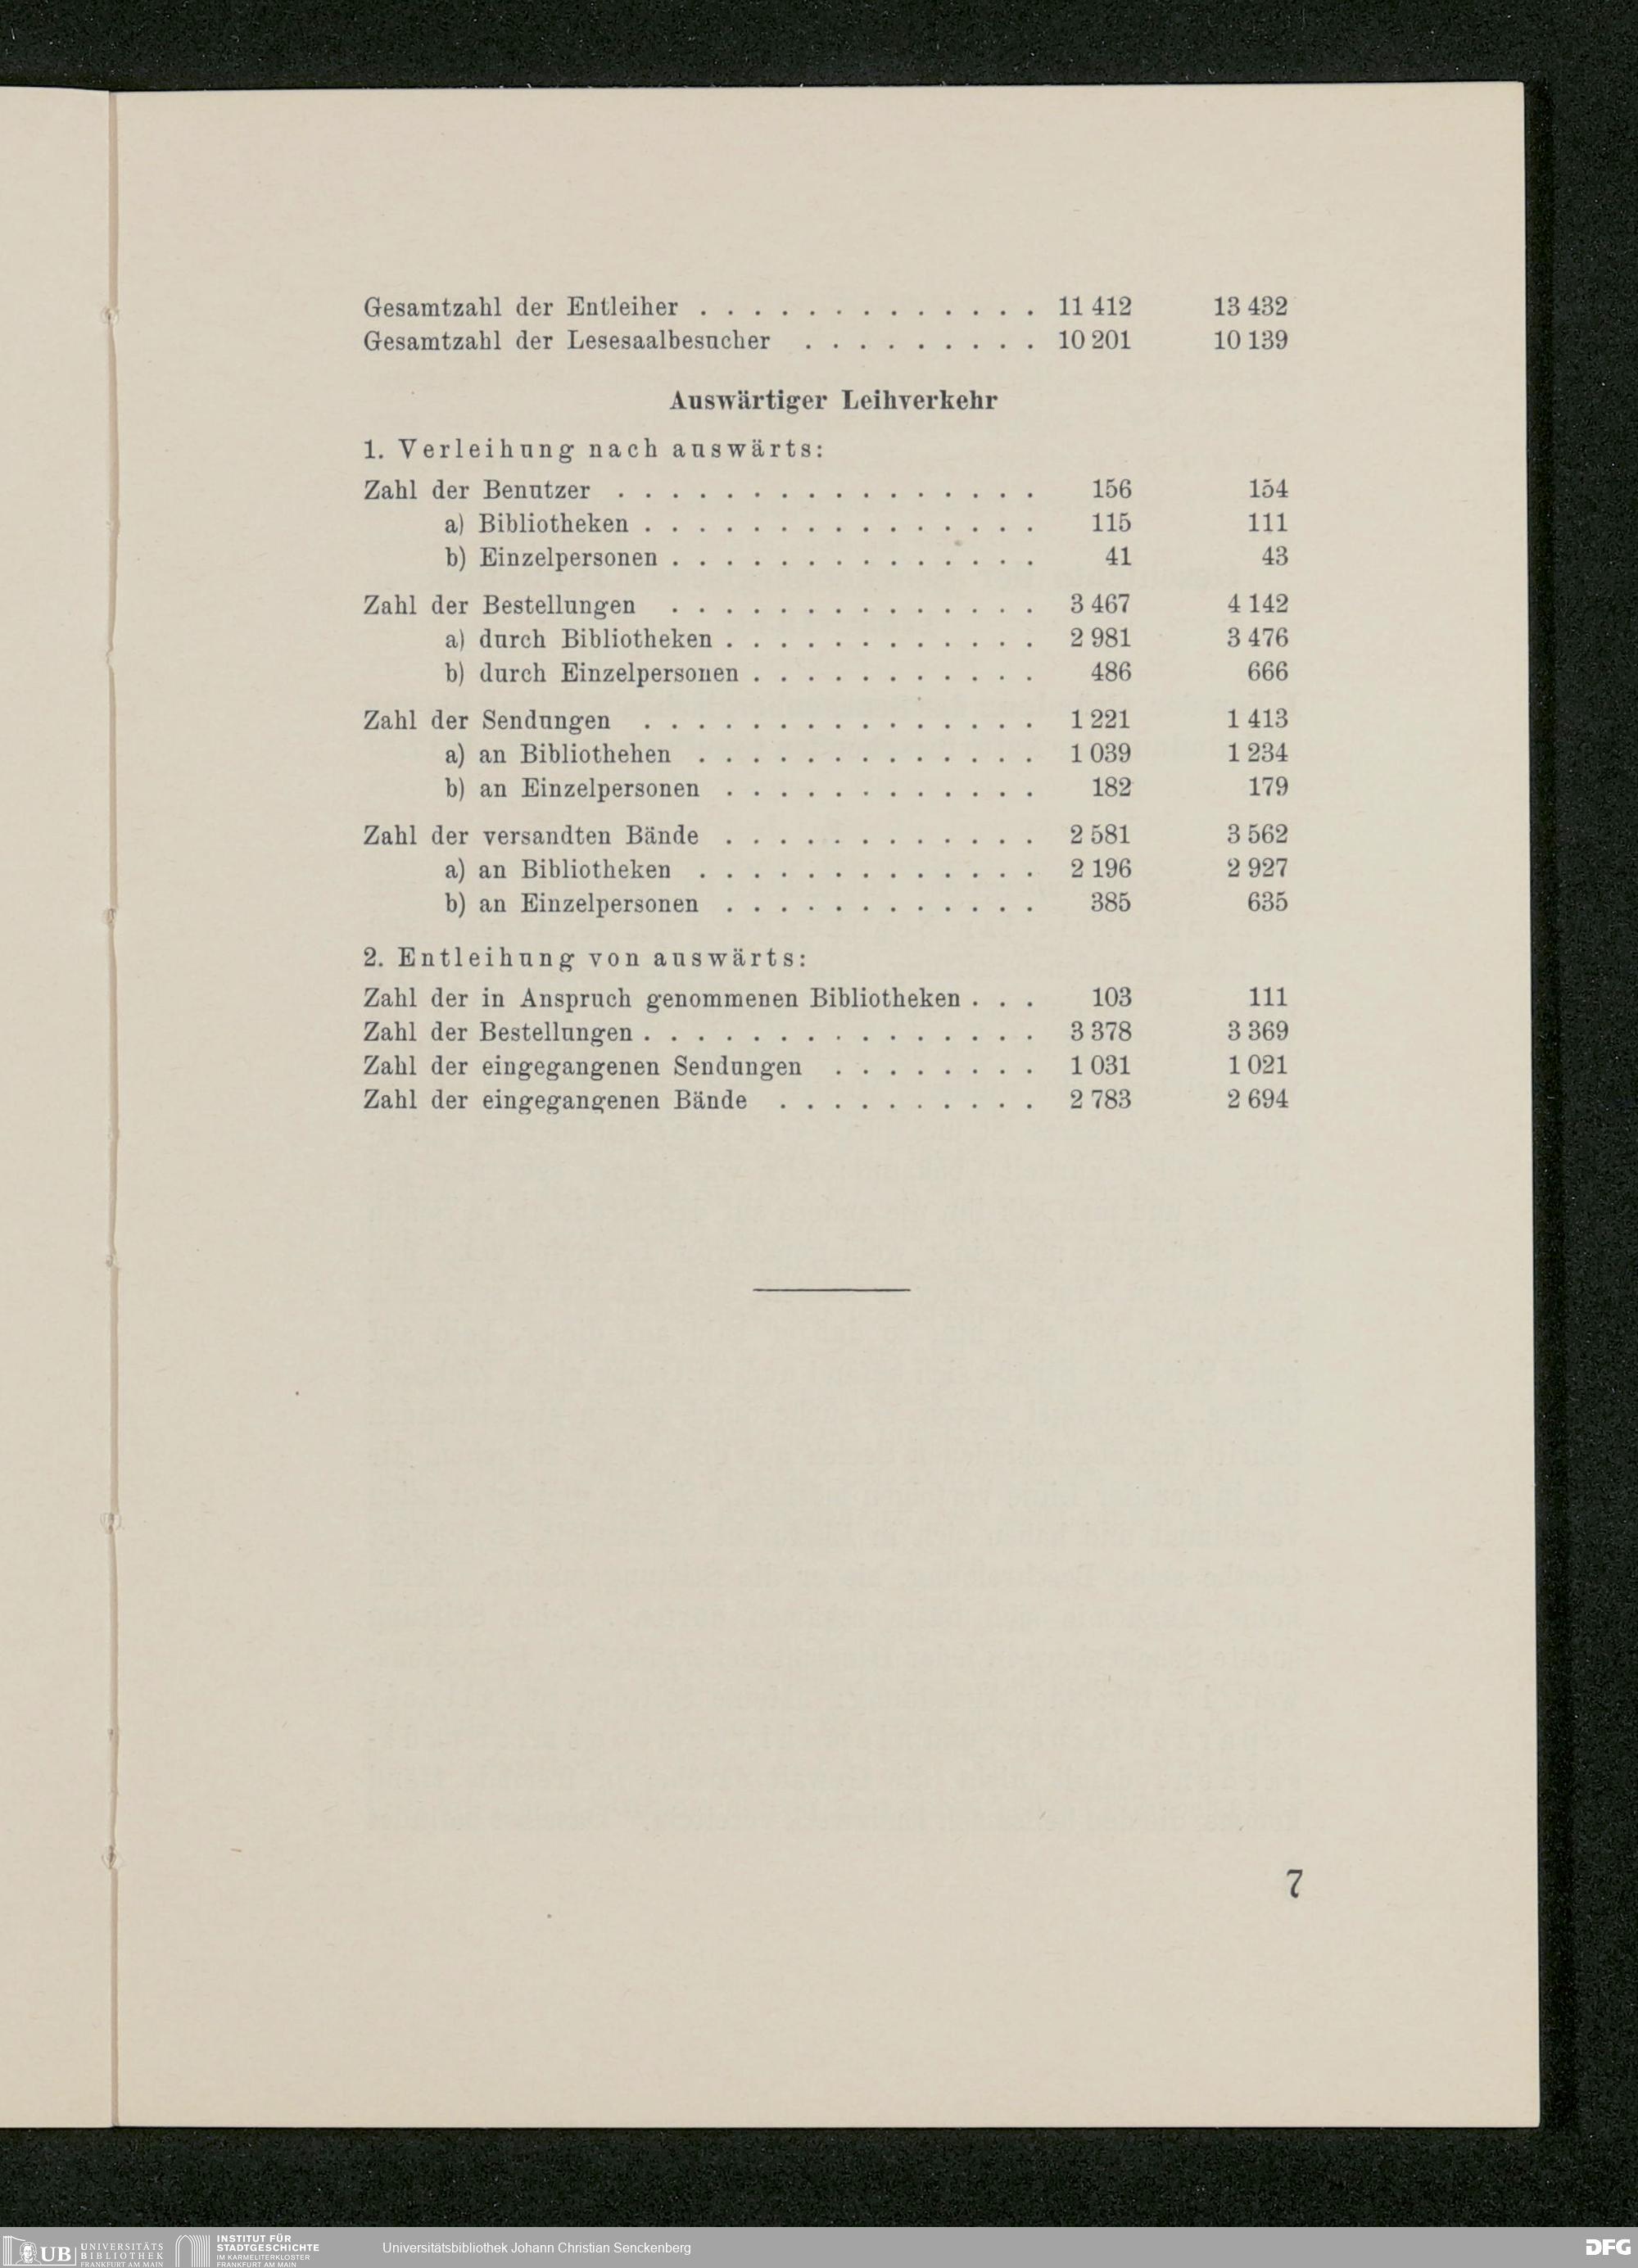 Gesamtzahl der Entleiher . . . . . . . . . . . . . 11 412 13 432
Gesamtzahl der Lesesaalbesucher . . . . . . . . . 10 201 10 139
Auswärtiger Leihverkehr
1. Verleihung nach auswärts:
Zahl der Benutzer . . . . . . . . . . . . . . . . 156 154
a) Bibliotheken . . . . . . . . . . . . . . . 115 111
b) Einzelpersonen . . . . . . . . . . . . . . 41 43
Zahl der Bestellungen . . . . . . . . . . . . . . 3 467 4 142
a) durch Bibliotheken . . . . . . . . . . . . 2 981 3 476
b) durch Einzelpersonen . . . . . . . . . . . 486 666
Zahl der Sendungen . . . . . . . . . . . . . . . 1 221 1 413
a) an Bibliothehen . . . . . . . . . . . . . 1 039 1 234
b) an Einzelpersonen . . . . . . . . . . . . 182 179
Zahl der versandten Bände . . . . . . . . . . . . 2 581 3 562
a) an Bibliotheken . . . . . . . . . . . . . 2 196 2 927
b) an Einzelpersonen . . . . . . . . . . . . 385 635
2. Entleihung von auswärts:
Zahl der in Anspruch genommenen Bibliotheken . . . 103 111
Zahl der Bestellungen . . . . . . . . . . . . . . . 3 378 3 369
Zahl der eingegangenen Sendungen . . . . . . . . 1 031 1 021
Zahl der eingegangenen Bände . . . . . . . . . . 2 783 2 694
7
UB UNIVERSITÄTS
BIBLIOTHEK
FRANKFURT AM MAIN
INSTITUT FÜR
STADTGESCHICHTE
IM KARMELITERKLOSTER
FRANKFURT AM MAIN
Universitätsbibliothek Johann Christian Senckenberg
DFG